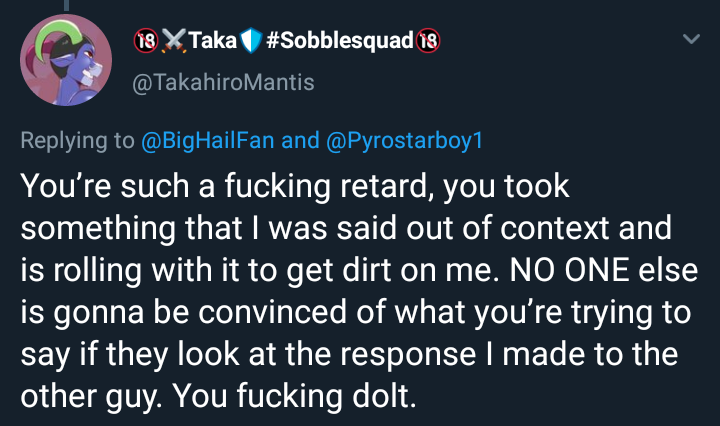 🔞⚔️Taka🛡️#Sobblesquad🔞
@TakahiroMantis
Replying to @BigHailFan and @Pyrostarboy1
You're such a fucking retard, you took
something that I was said out of context and
is rolling with it to get dirt on me. NO ONE else
is gonna be convinced of what you're trying to
say if they look at the response I made to the
other guy. You fucking dolt.